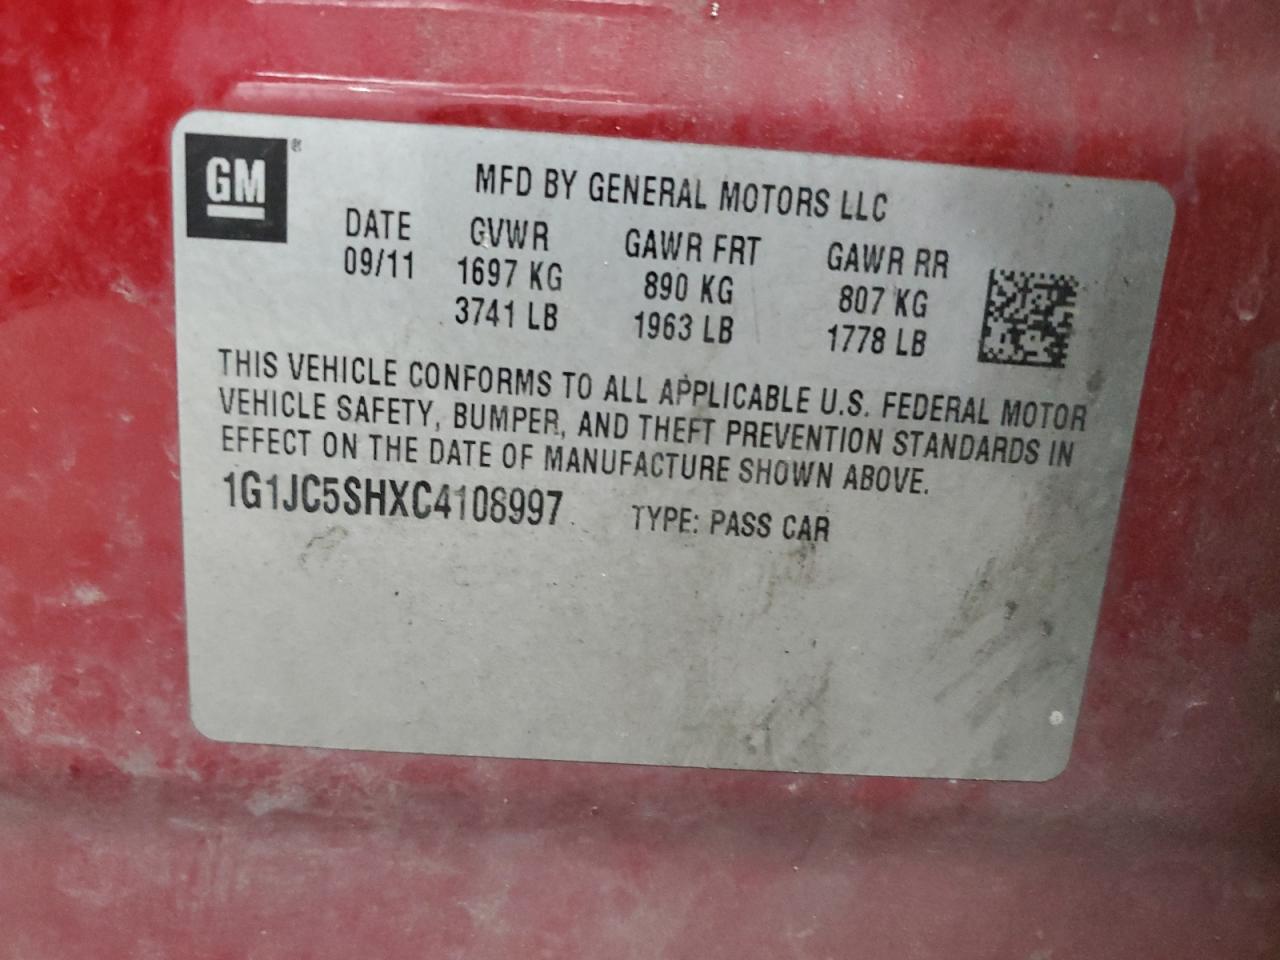 GM ®
MFD BY GENERAL MOTORS LLC
DATE GVWR GAWR FRT GAWR RR
09/11 1697 KG 890 KG 807 KG
3741 LB 1963 LB 1778 LB
THIS VEHICLE CONFORMS TO ALL APPLICABLE U.S. FEDERAL MOTOR
VEHICLE SAFETY, BUMPER, AND THEFT PREVENTION STANDARDS IN
EFFECT ON THE DATE OF MANUFACTURE SHOWN ABOVE.
1G1JC5SHXC4108997 TYPE: PASS CAR